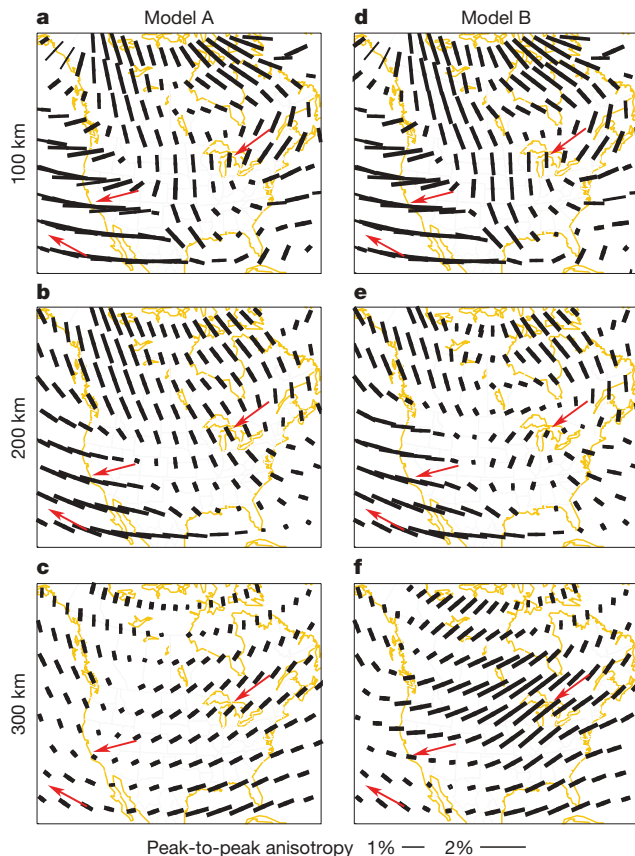 a Model A d Model B
100 km
b e
200 km
c f
300 km
Peak-to-peak anisotropy 1% 2%